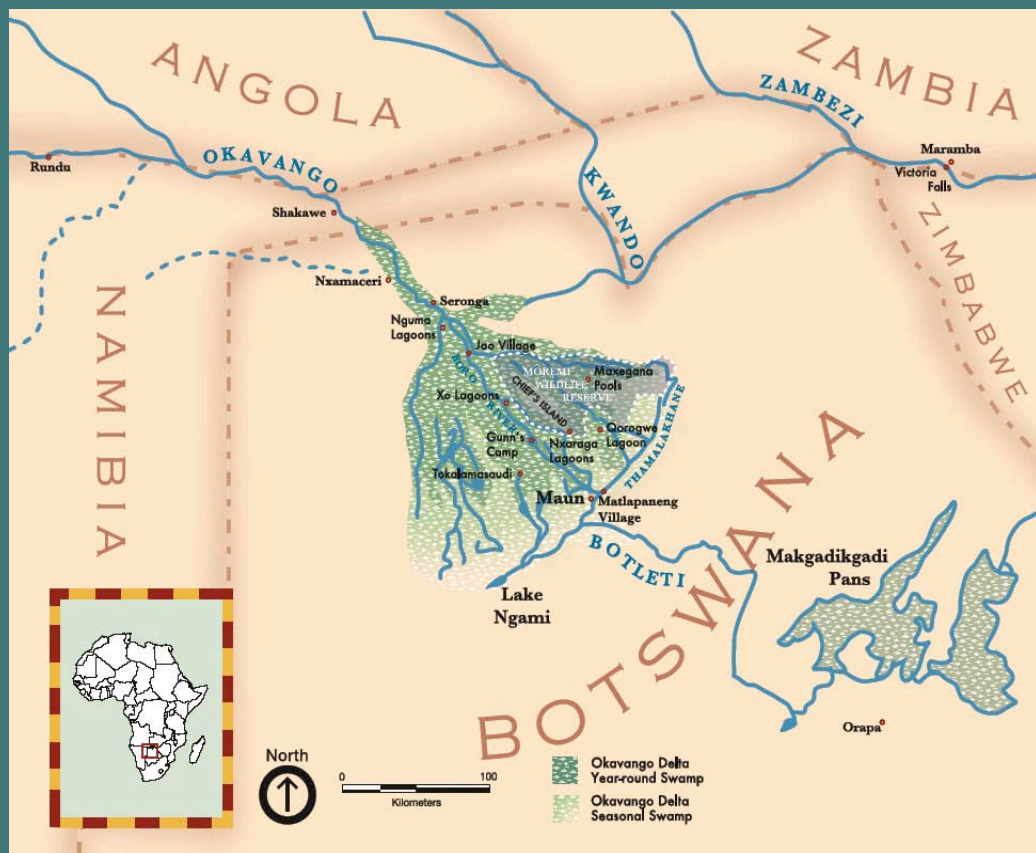 ANGOLA
ZAMBIA
ZAMBEZI
OKAVANGO
Rundu
Maramba
Victoria
Falls
KWANDO
Shakawe
ZIMBABWE
NAMIBIA
Nxamaceri
Seronga
Nguma
Lagoons
Jao Village
BORO
RIVER
MOREMI
WILDLIFE
RESERVE
Maxegana
Pools
CHIEF'S ISLAND
Xo Lagoons
THAMALAKHANE
Qorogwe
Lagoon
Gunn's
Camp
Nxaraga
Lagoons
Tokalamasaudi
Maun
Matlapaneng
Village
BOTLETI
BOTSWANA
Makgadikgadi
Pans
Lake
Ngami
Orapa
North
0
100
Kilometers
Okavango Delta
Year-round Swamp
Okavango Delta
Seasonal Swamp